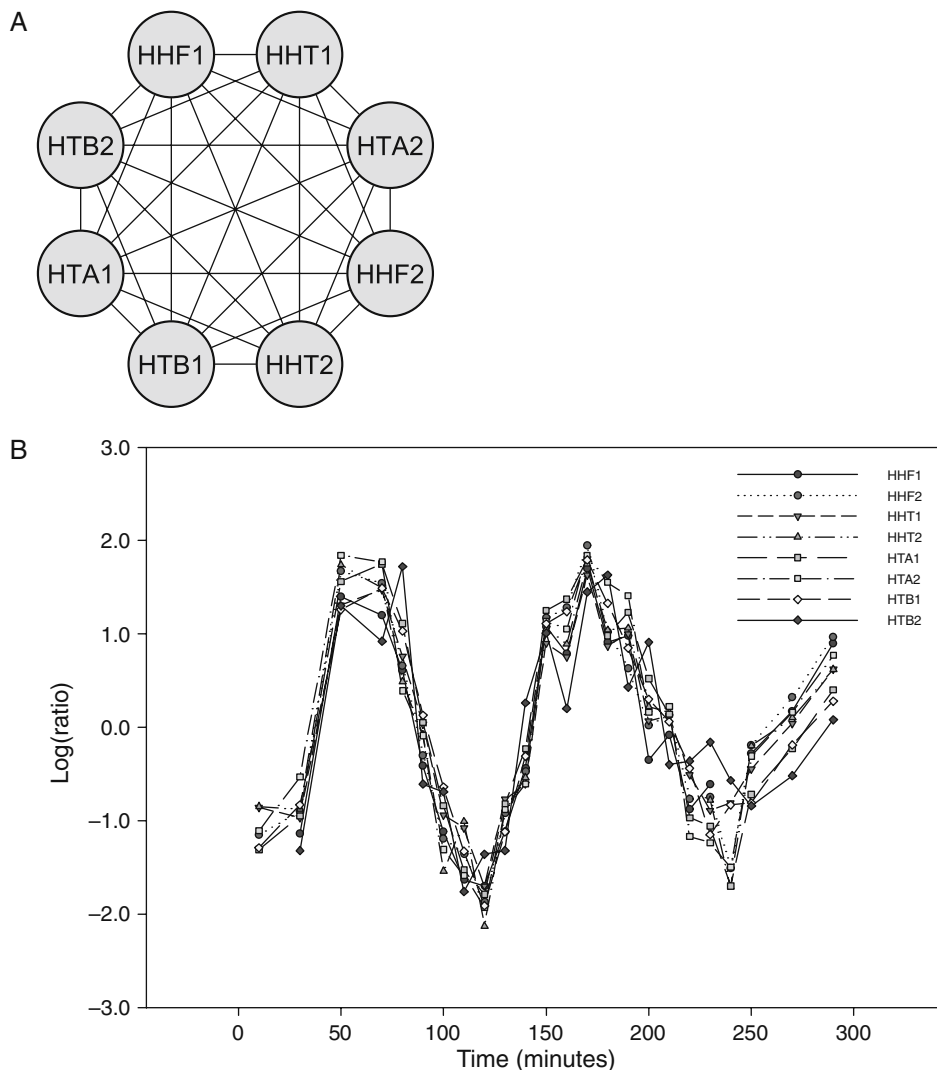 A
HHF1
HHT1
HTB2
HTA2
HTA1
HHF2
HTB1
HHT2
B
3.0
2.0
1.0
0.0
–1.0
–2.0
–3.0
Log(ratio)
HHF1
HHF2
HHT1
HHT2
HTA1
HTA2
HTB1
HTB2
0 50 100 150 200 250 300
Time (minutes)